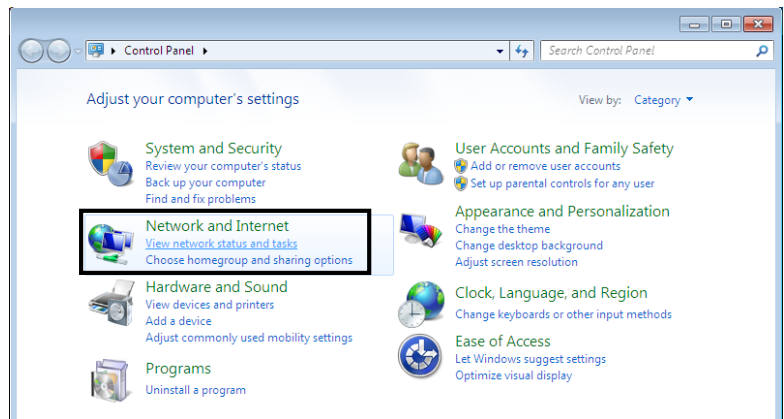 Control Panel
Search Control Panel
Adjust your computer's settings
View by: Category
System and Security
Review your computer's status
Back up your computer
Find and fix problems
Network and Internet
View network status and tasks
Choose homegroup and sharing options
Hardware and Sound
View devices and printers
Add a device
Adjust commonly used mobility settings
Programs
Uninstall a program
User Accounts and Family Safety
Add or remove user accounts
Set up parental controls for any user
Appearance and Personalization
Change the theme
Change desktop background
Adjust screen resolution
Clock, Language, and Region
Change keyboards or other input methods
Ease of Access
Let Windows suggest settings
Optimize visual display